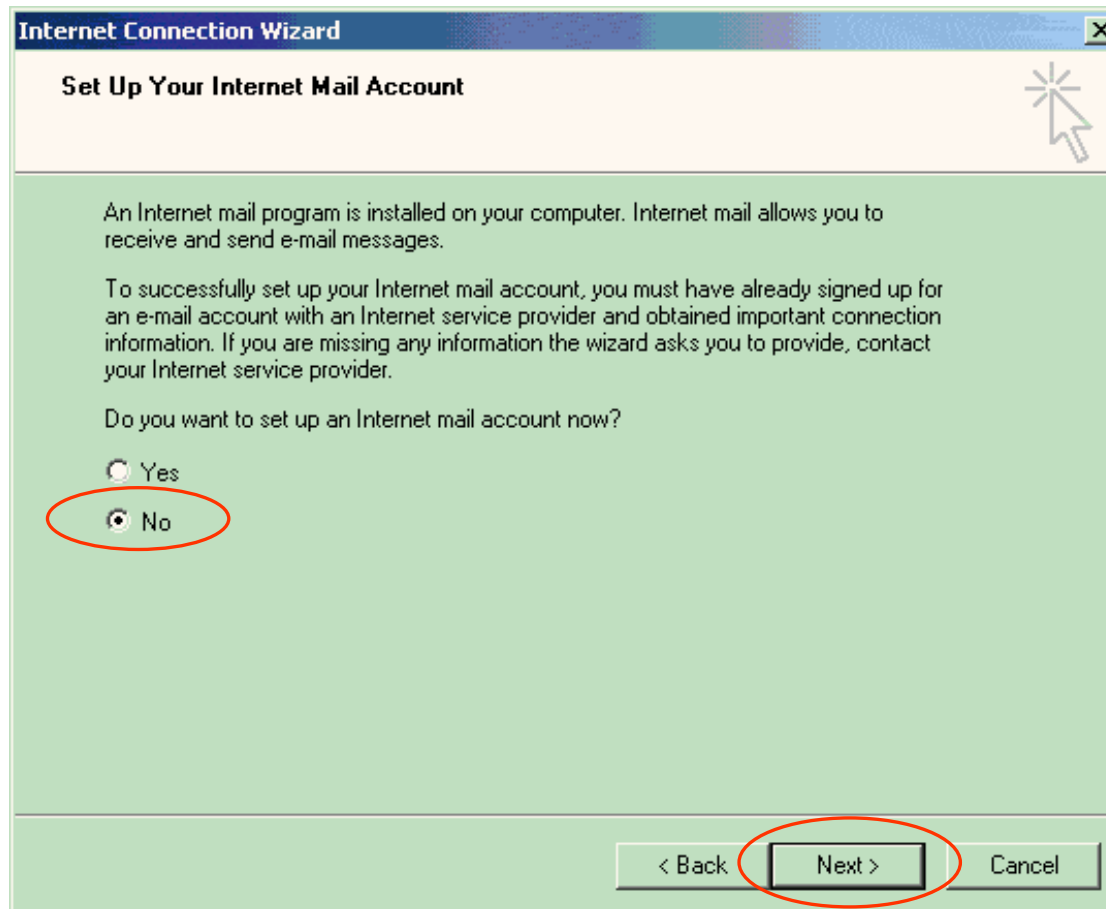 Internet Connection Wizard
Set Up Your Internet Mail Account
An Internet mail program is installed on your computer. Internet mail allows you to
receive and send e-mail messages.
To successfully set up your Internet mail account, you must have already signed up for
an e-mail account with an Internet service provider and obtained important connection
information. If you are missing any information the wizard asks you to provide, contact
your Internet service provider.
Do you want to set up an Internet mail account now?
Yes
No
< Back Next > Cancel